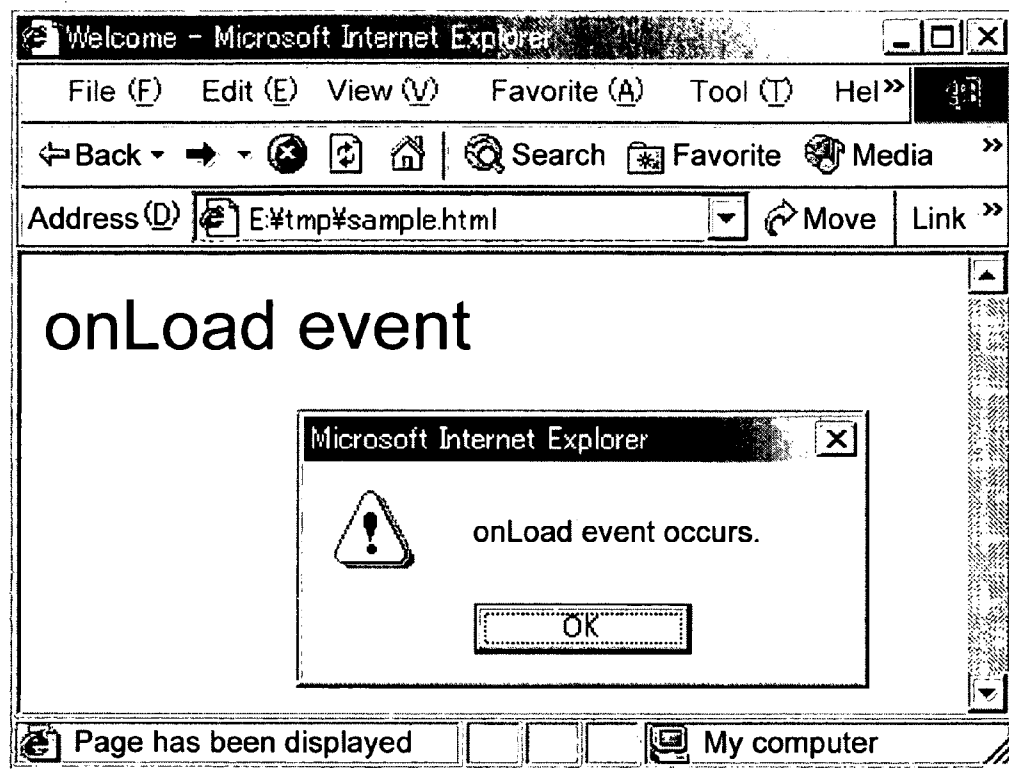 Welcome - Microsoft Internet Explorer
File (F) Edit (E) View (V) Favorite (A) Tool (T) Hel»
Back Search Favorite Media »
Address (D) E:¥tmp¥sample.html Move Link »
onLoad event
Microsoft Internet Explorer
onLoad event occurs.
OK
Page has been displayed My computer